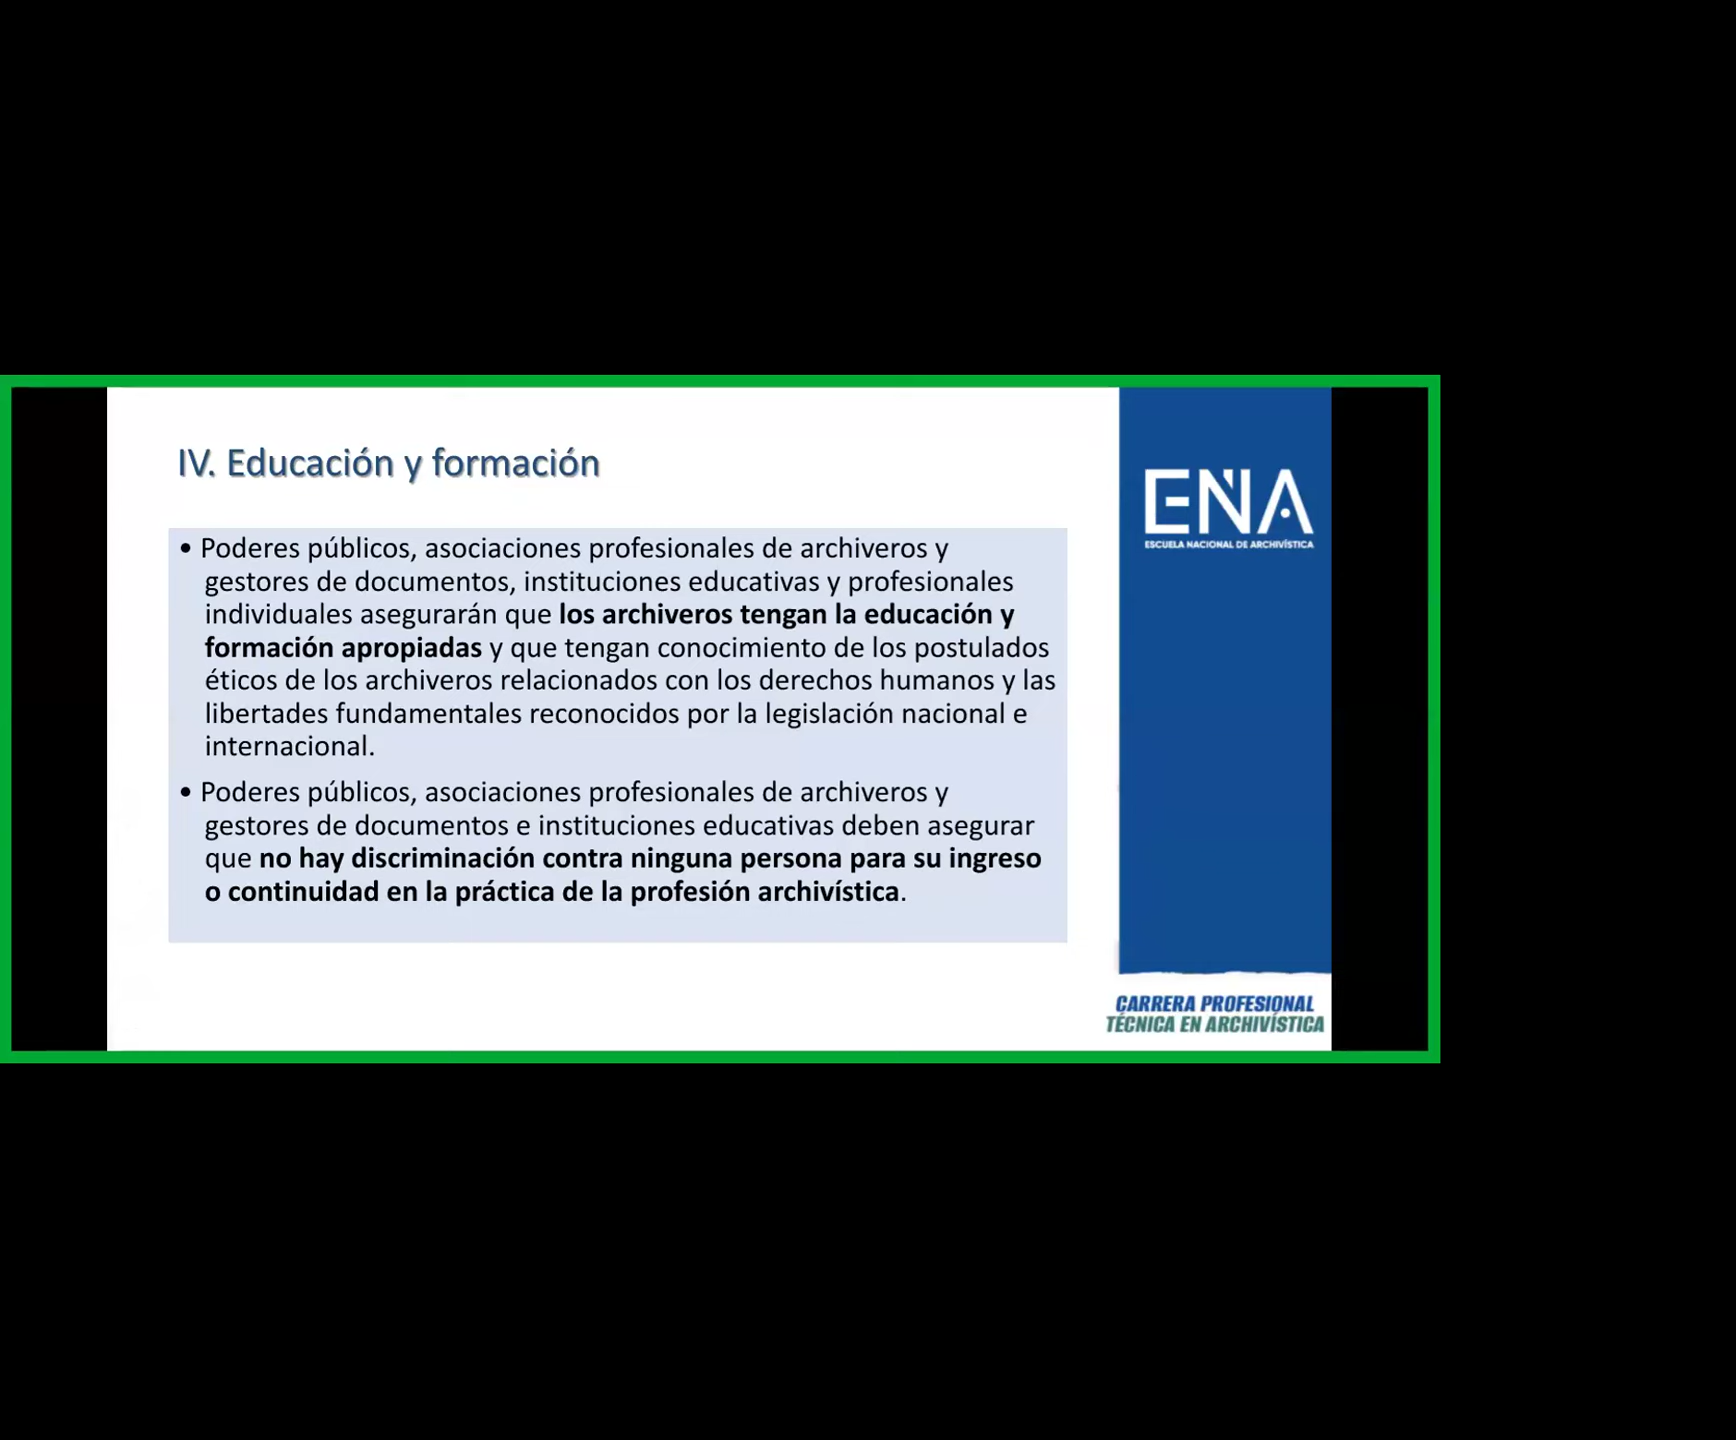 IV. Educación y formación
• Poderes públicos, asociaciones profesionales de archiveros y
gestores de documentos, instituciones educativas y profesionales
individuales asegurarán que los archiveros tengan la educación y
formación apropiadas y que tengan conocimiento de los postulados
éticos de los archiveros relacionados con los derechos humanos y las
libertades fundamentales reconocidos por la legislación nacional e
internacional.
• Poderes públicos, asociaciones profesionales de archiveros y
gestores de documentos e instituciones educativas deben asegurar
que no hay discriminación contra ninguna persona para su ingreso
o continuidad en la práctica de la profesión archivística.
ENA
ESCUELA NACIONAL DE ARCHIVÍSTICA
CARRERA PROFESIONAL
TÉCNICA EN ARCHIVÍSTICA